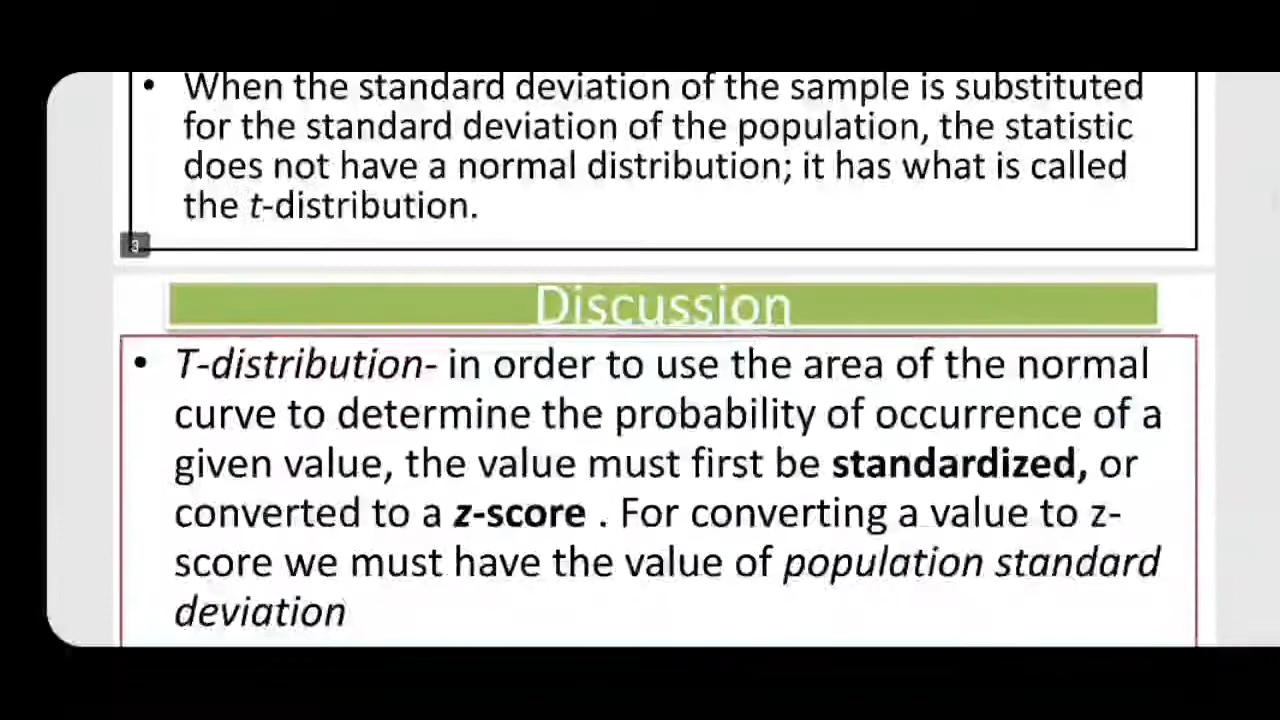 • When the standard deviation of the sample is substituted
for the standard deviation of the population, the statistic
does not have a normal distribution; it has what is called
the t-distribution.
3
Discussion
• T-distribution- in order to use the area of the normal
curve to determine the probability of occurrence of a
given value, the value must first be standardized, or
converted to a z-score . For converting a value to z-
score we must have the value of population standard
deviation